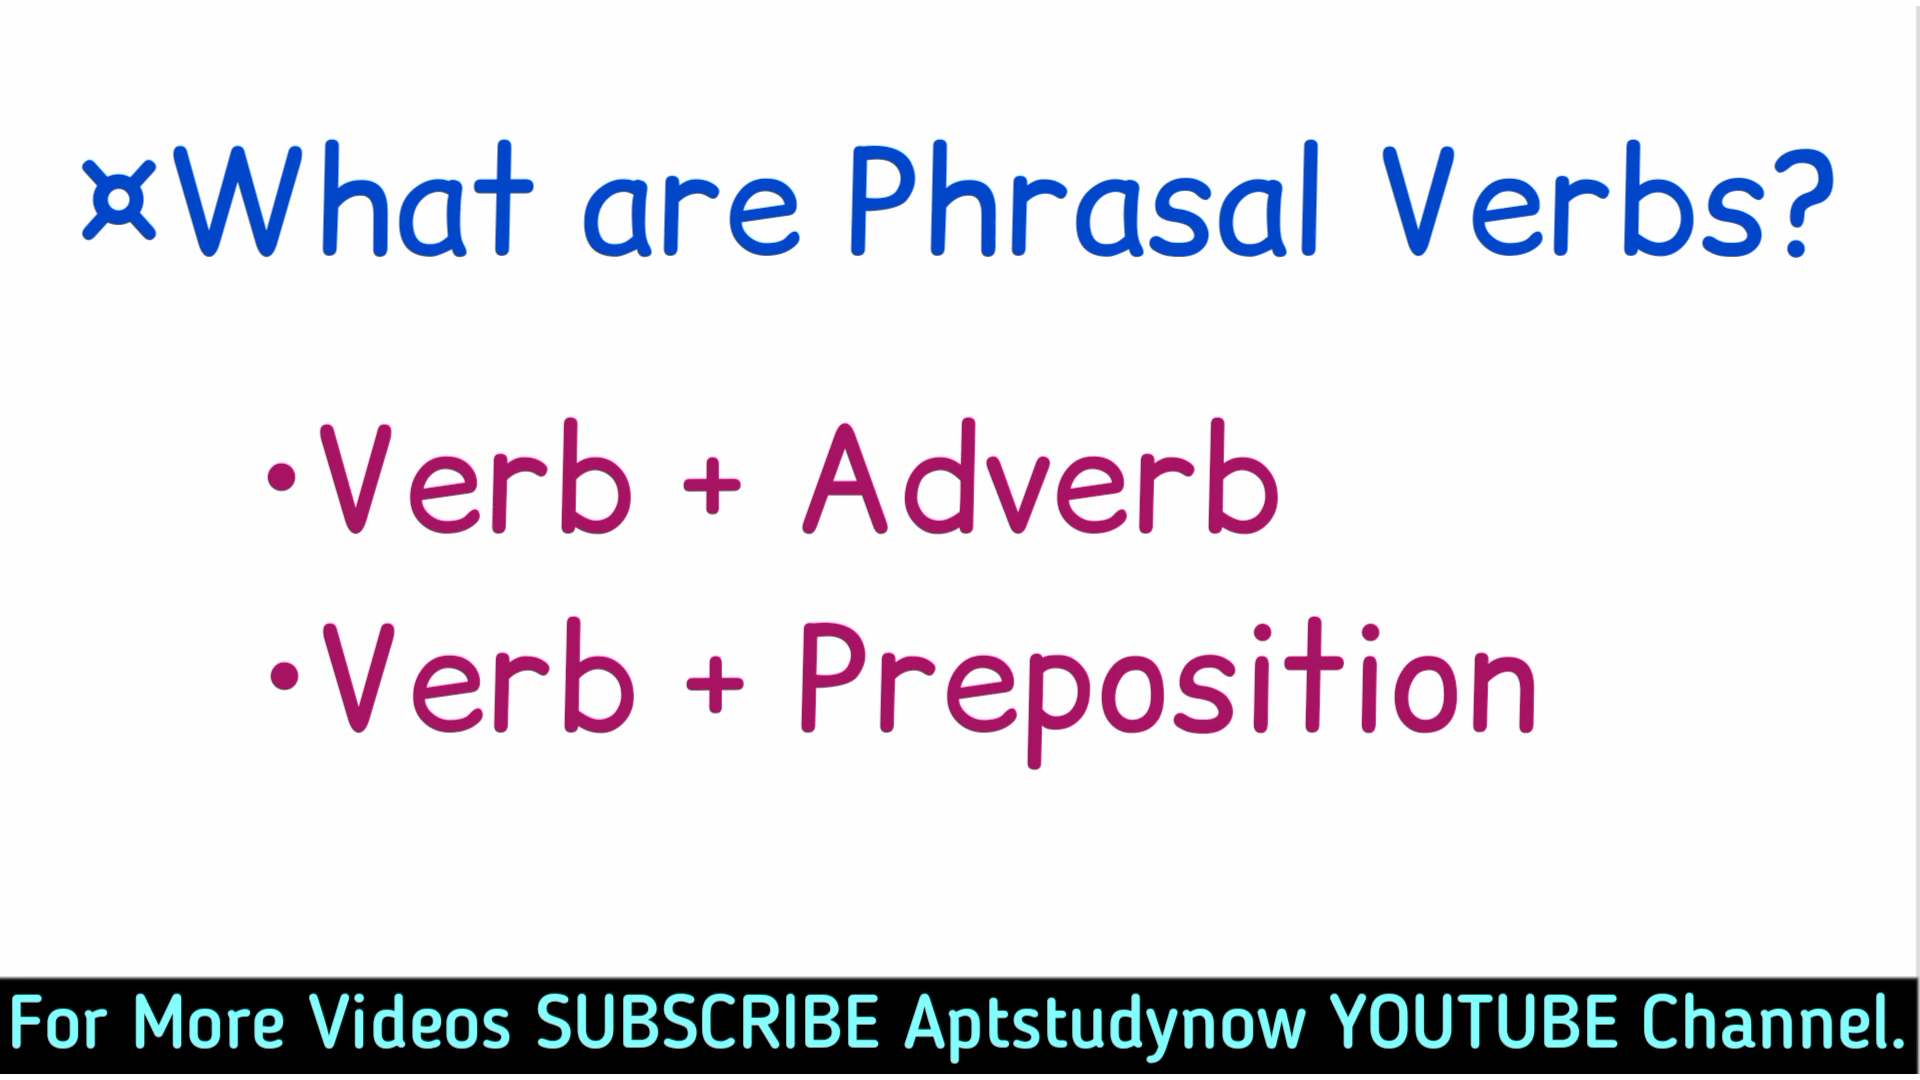 ¤What are Phrasal Verbs?
•Verb + Adverb
•Verb + Preposition
For More Videos SUBSCRIBE Aptstudynow YOUTUBE Channel.